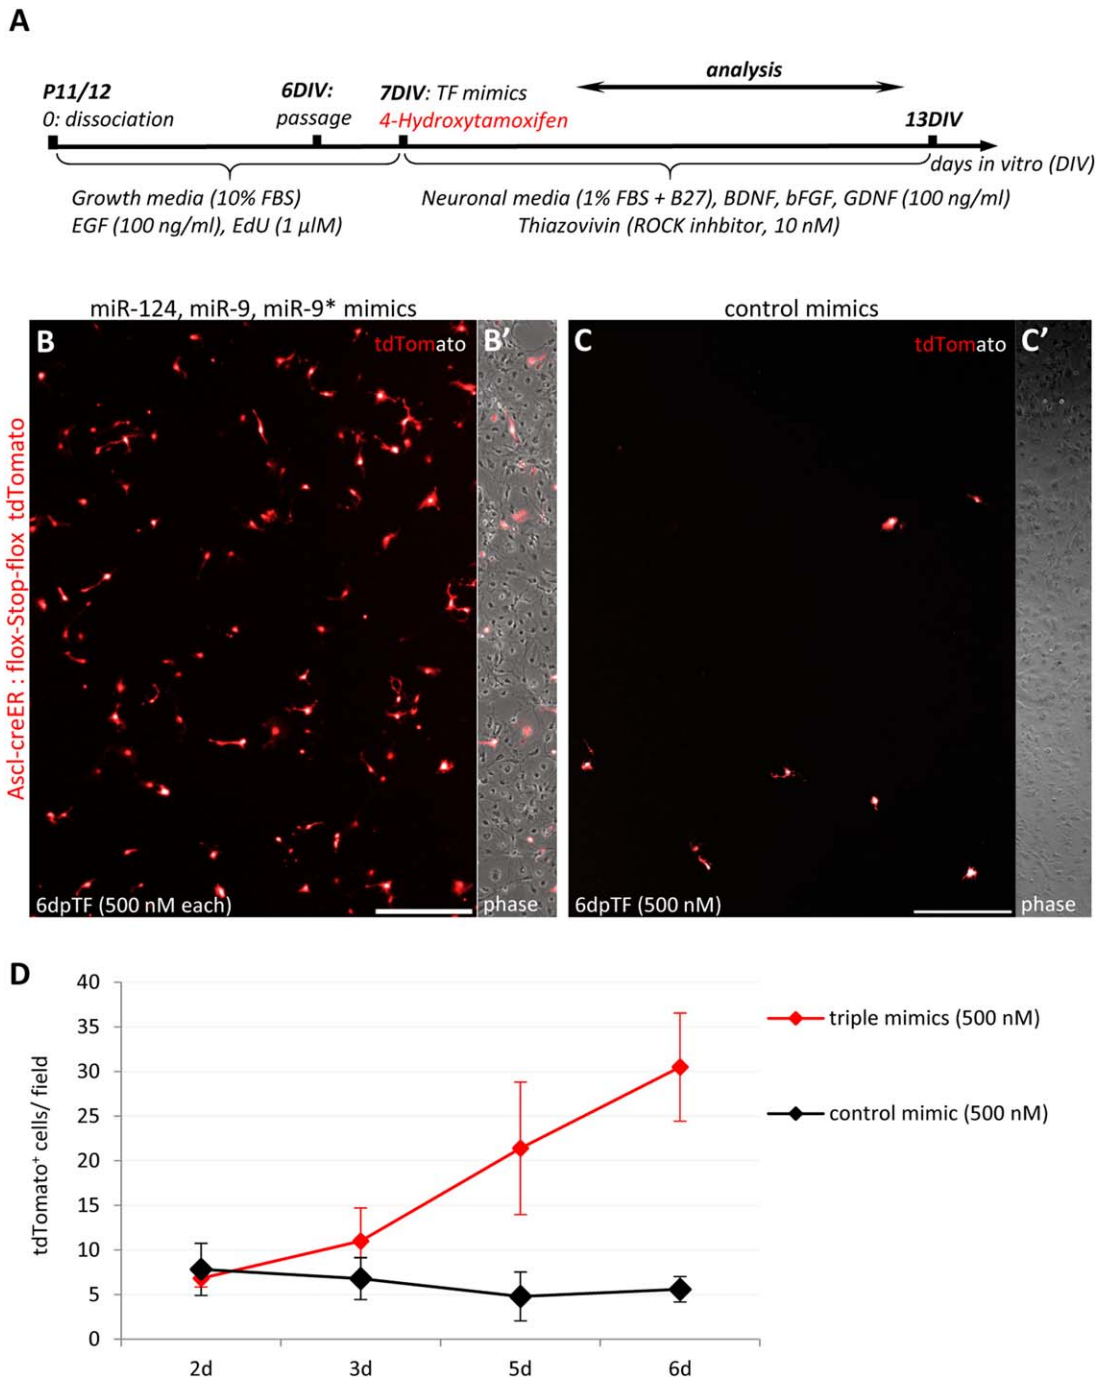 A
analysis
P11/12
0: dissociation
6DIV:
passage
7DIV: TF mimics
4-Hydroxytamoxifen
13DIV
days in vitro (DIV)
Growth media (10% FBS)
EGF (100 ng/ml), EdU (1 µlM)
Neuronal media (1% FBS + B27), BDNF, bFGF, GDNF (100 ng/ml)
Thiazovivin (ROCK inhbitor, 10 nM)
miR-124, miR-9, miR-9* mimics
control mimics
B
tdTomato
B’
C
tdTomato
C’
Ascl-creER : flox-Stop-flox tdTomato
6dpTF (500 nM each)
phase
6dpTF (500 nM)
phase
D
tdTomato⁺ cells/ field
40
35
30
25
20
15
10
5
0
2d
3d
5d
6d
triple mimics (500 nM)
control mimic (500 nM)